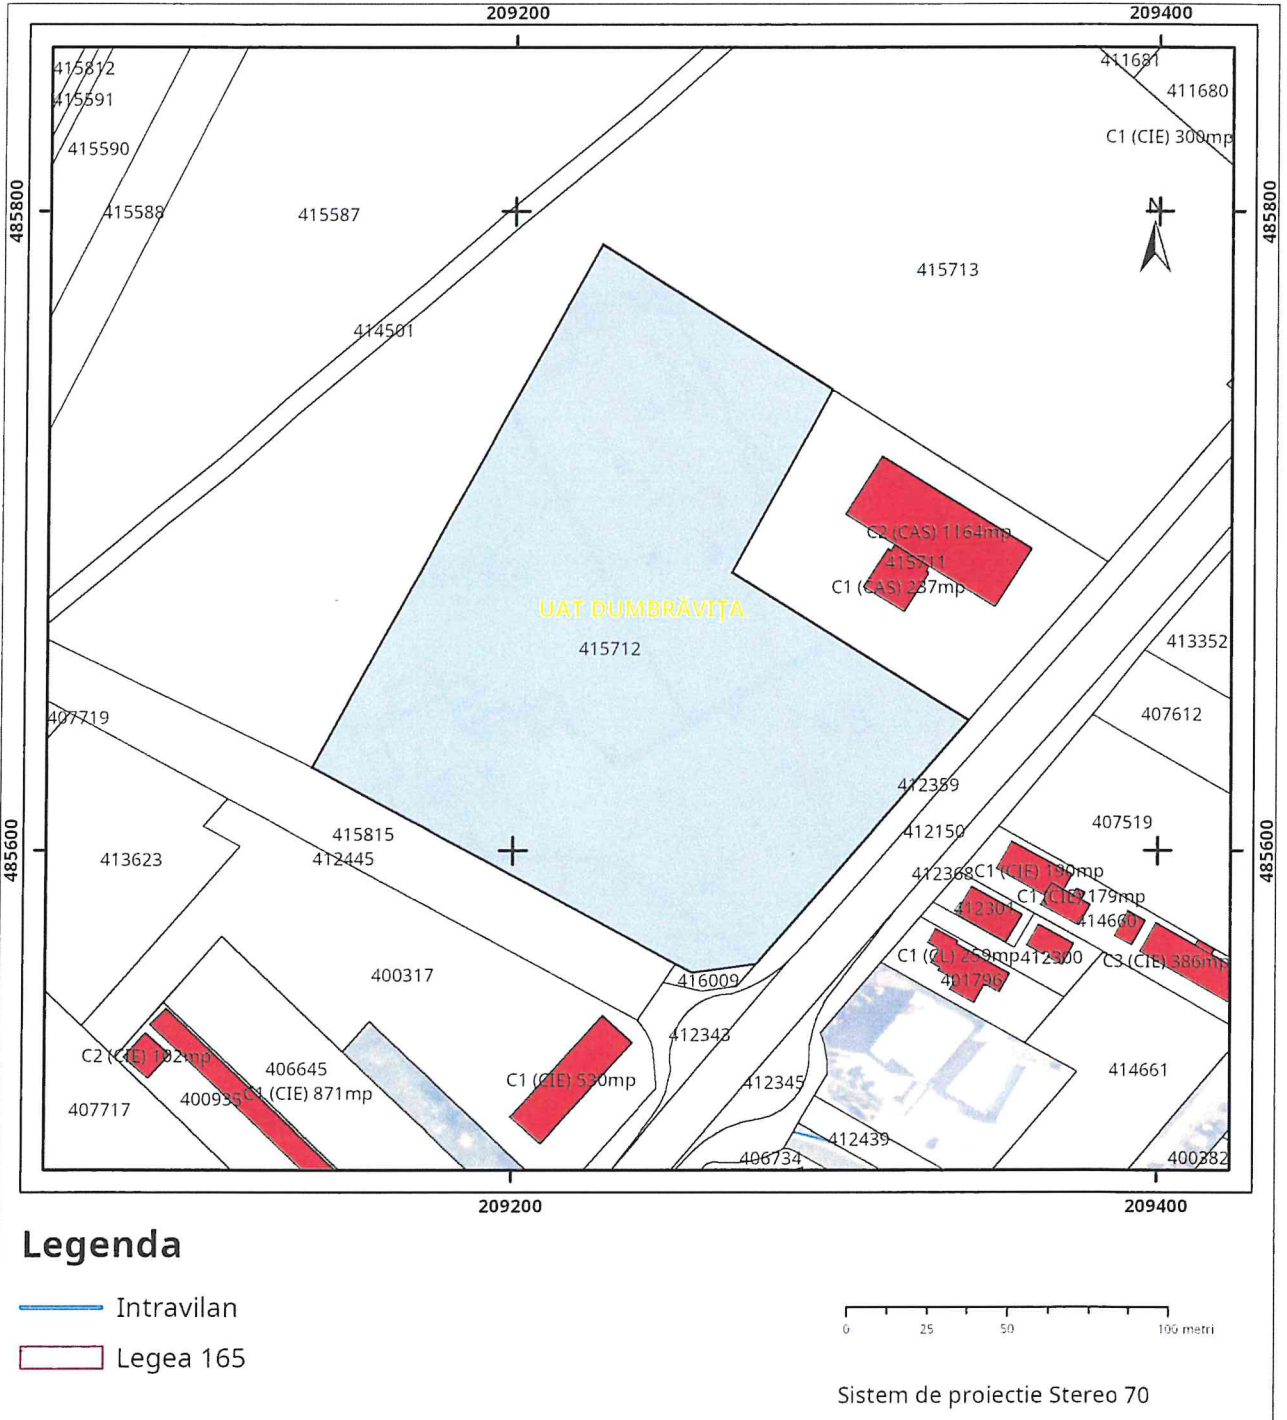 209200
209400
415812
411681
411680
415591
C1 (CIE) 300mp
415590
485800
415588
415587
N
485800
415713
414501
C2 (CAS) 1164mp
415711
C1 (CAS) 237mp
UAT DUMBRĂVIȚA
415712
413352
407719
407612
412359
485600
413623
415815
412445
412150
407519
485600
412368
C1 (CIE) 190mp
C1 (CIE) 179mp
412301
414660
C1 (CL) 259mp
412300
C3 (CIE) 386mp
400317
416009
401796
412343
C2 (CIE) 102mp
406645
C1 (CIE) 530mp
412345
414661
407717
400935
C1 (CIE) 871mp
412439
406734
400382
209200
209400
Legenda
Intravilan
Legea 165
0 25 50 100 metri
Sistem de proiectie Stereo 70